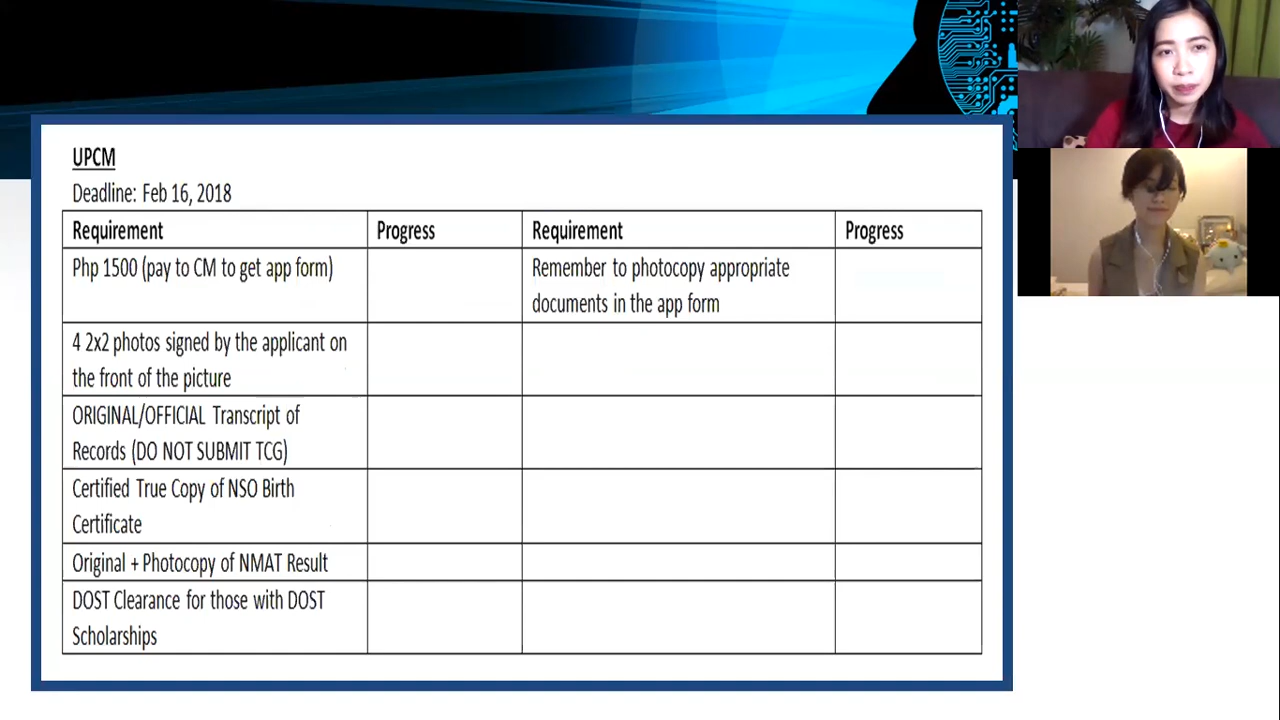 UPCM
Deadline: Feb 16, 2018
Requirement Progress Requirement Progress
Php 1500 (pay to CM to get app form) Remember to photocopy appropriate
documents in the app form
4 2x2 photos signed by the applicant on
the front of the picture
ORIGINAL/OFFICIAL Transcript of
Records (DO NOT SUBMIT TCG)
Certified True Copy of NSO Birth
Certificate
Original + Photocopy of NMAT Result
DOST Clearance for those with DOST
Scholarships